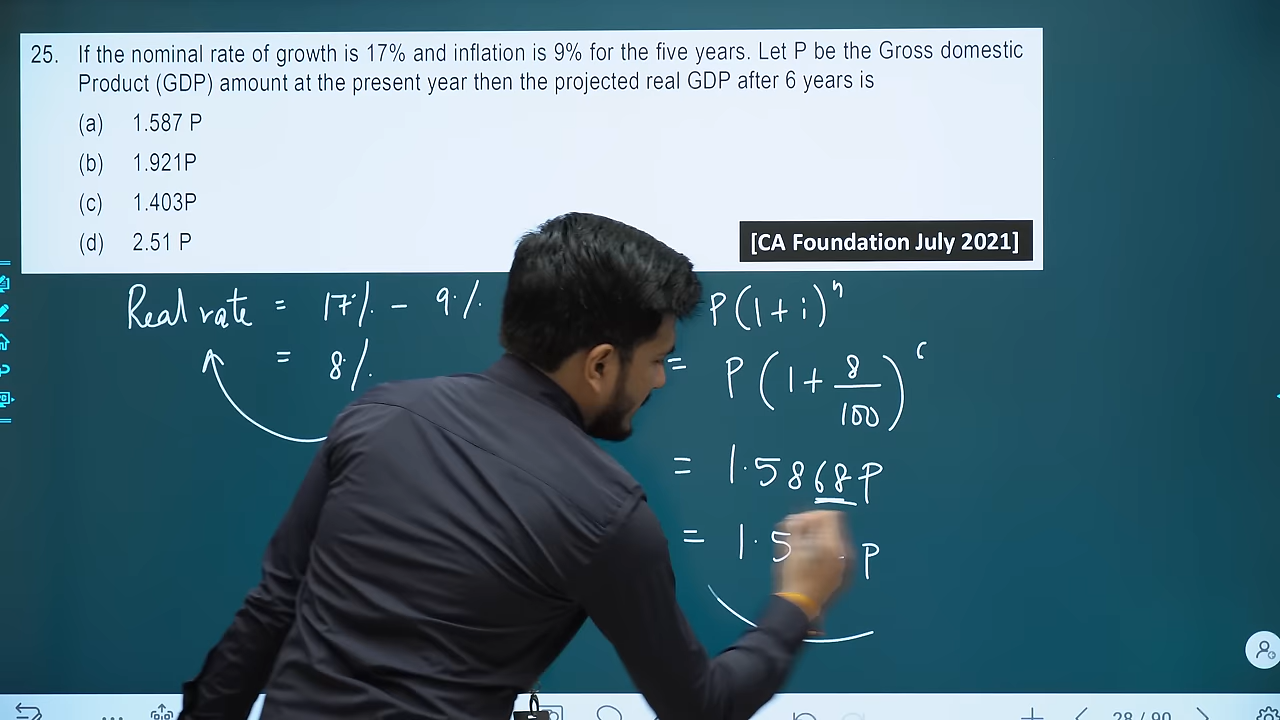 25. If the nominal rate of growth is 17% and inflation is 9% for the five years. Let P be the Gross domestic
Product (GDP) amount at the present year then the projected real GDP after 6 years is
(a) 1.587 P
(b) 1.921P
(c) 1.403P
(d) 2.51 P
[CA Foundation July 2021]
Real rate = 17% - 9%
= 8%
P(1+i)^n
= P(1+8/100)^6
= 1.5868P
= 1.5 P
28 / 90